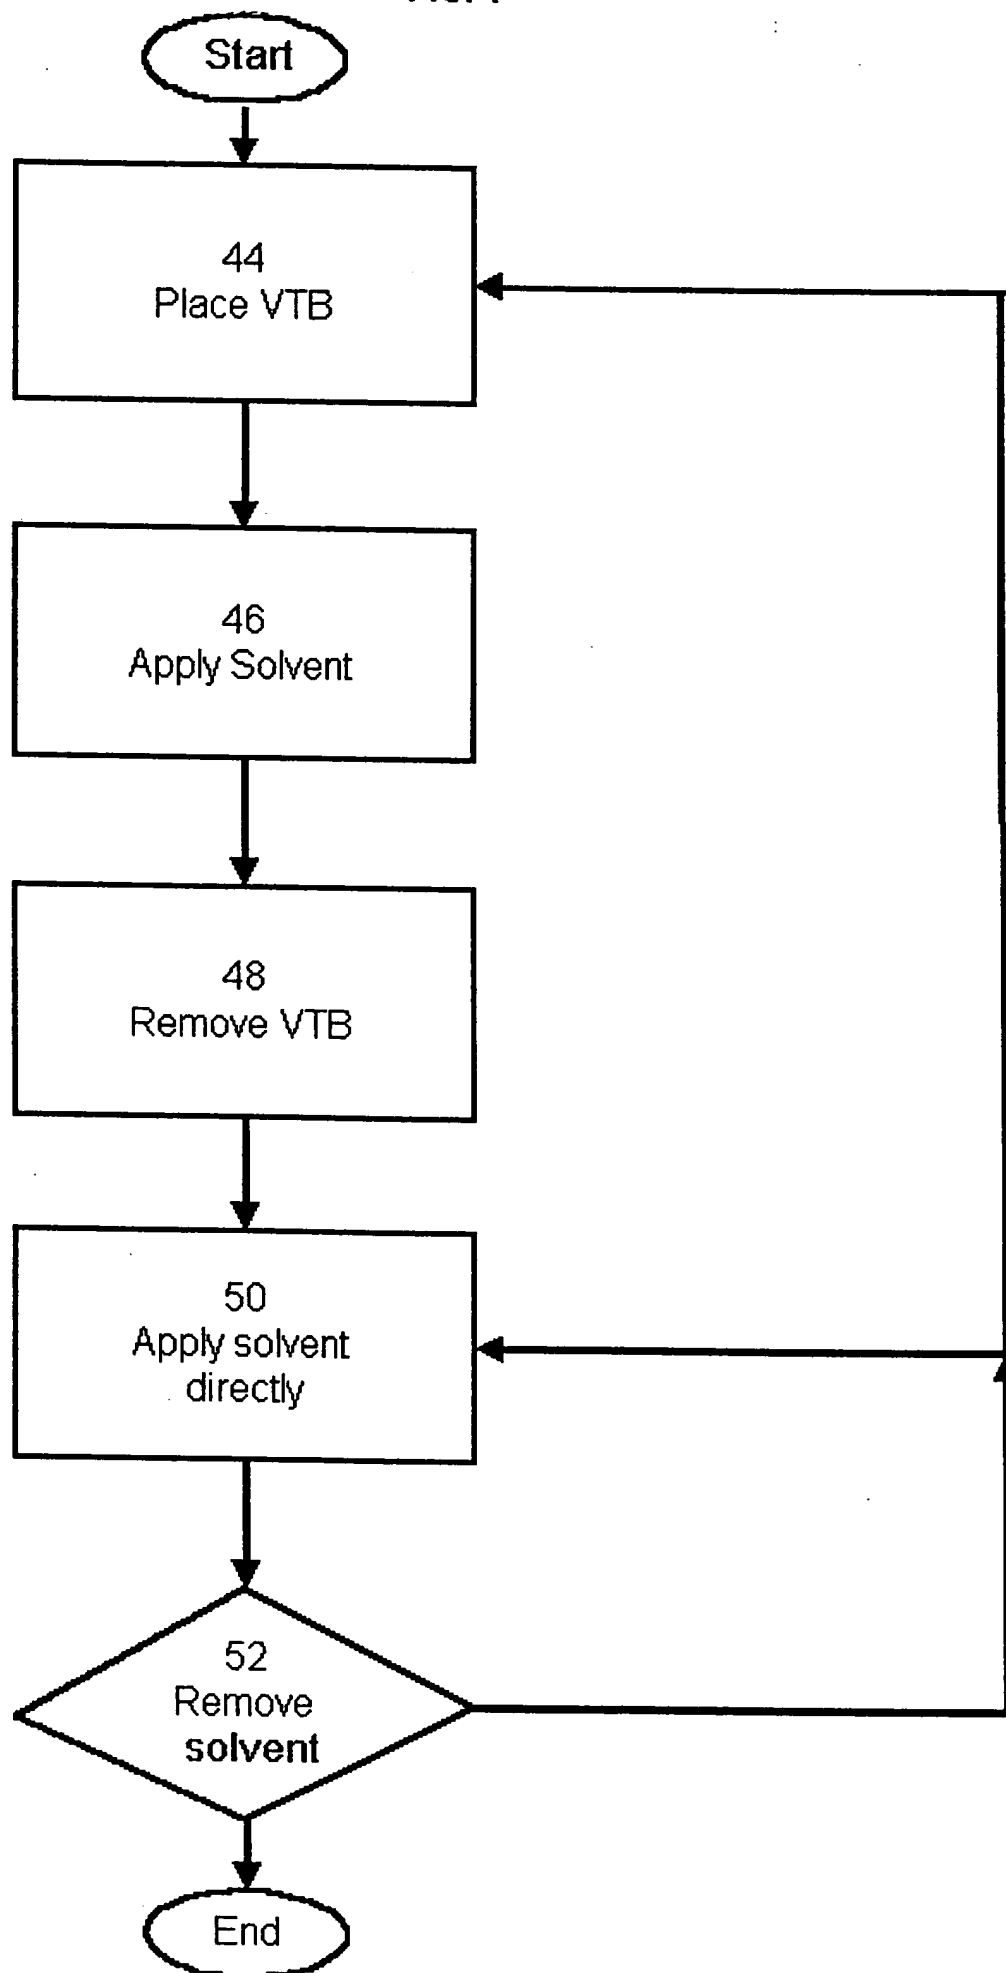 Start
44
Place VTB
46
Apply Solvent
48
Remove VTB
50
Apply solvent
directly
52
Remove
solvent
End